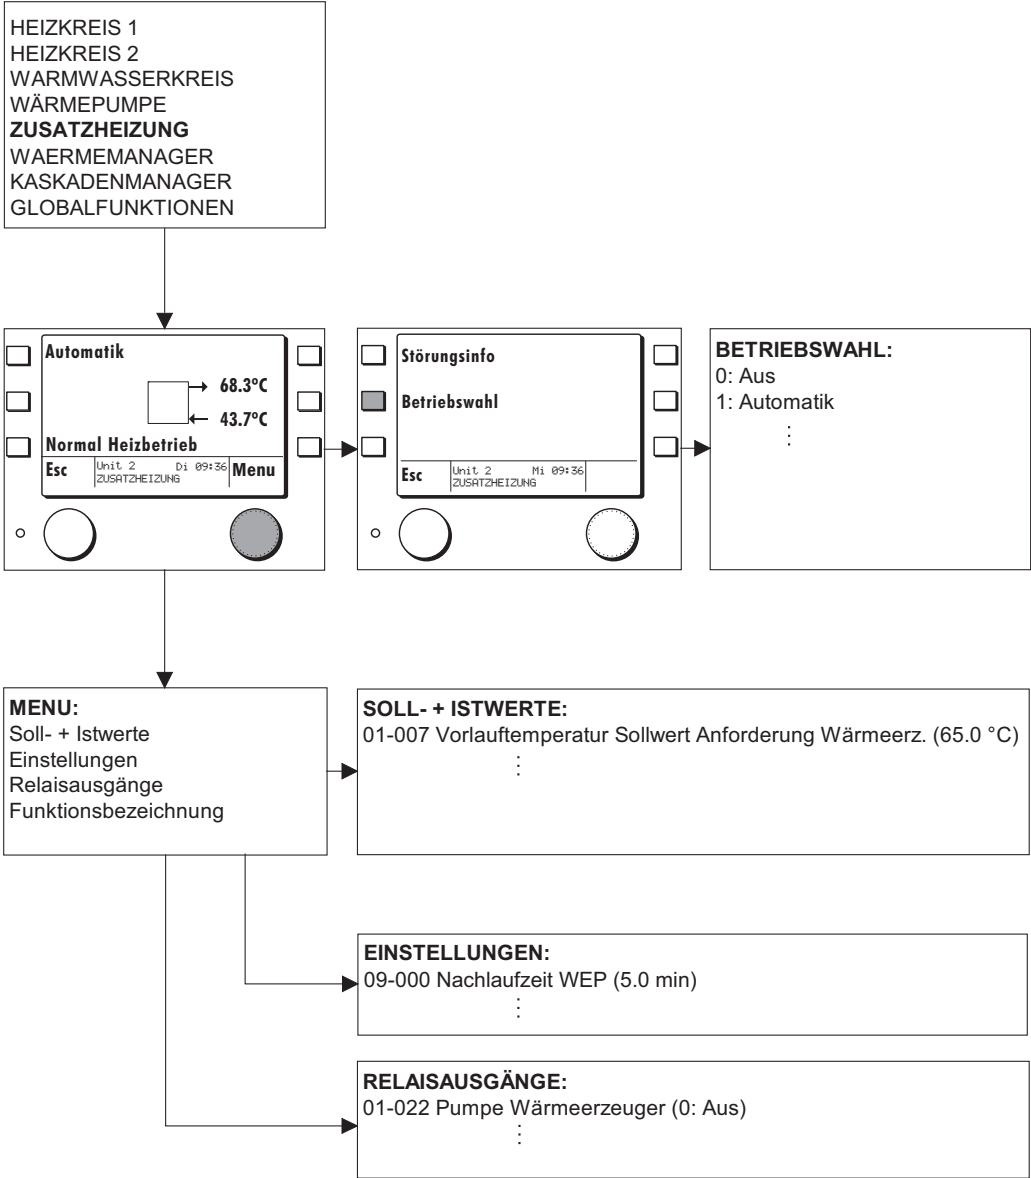 HEIZKREIS 1
HEIZKREIS 2
WARMWASSERKREIS
WÄRMEPUMPE
ZUSATZHEIZUNG
WAERMEMANAGER
KASKADENMANAGER
GLOBALFUNKTIONEN
Automatik
68.3°C
43.7°C
Normal Heizbetrieb
Esc
Unit 2 Di 09:36
ZUSATZHEIZUNG
Menu
Störungsinfo
Betriebswahl
Esc
Unit 2 Mi 09:36
ZUSATZHEIZUNG
BETRIEBSWAHL:
0: Aus
1: Automatik
⋮
MENU:
Soll- + Istwerte
Einstellungen
Relaisausgänge
Funktionsbezeichnung
SOLL- + ISTWERTE:
01-007 Vorlauftemperatur Sollwert Anforderung Wärmeerz. (65.0 °C)
⋮
EINSTELLUNGEN:
09-000 Nachlaufzeit WEP (5.0 min)
⋮
RELAISAUSGÄNGE:
01-022 Pumpe Wärmeerzeuger (0: Aus)
⋮